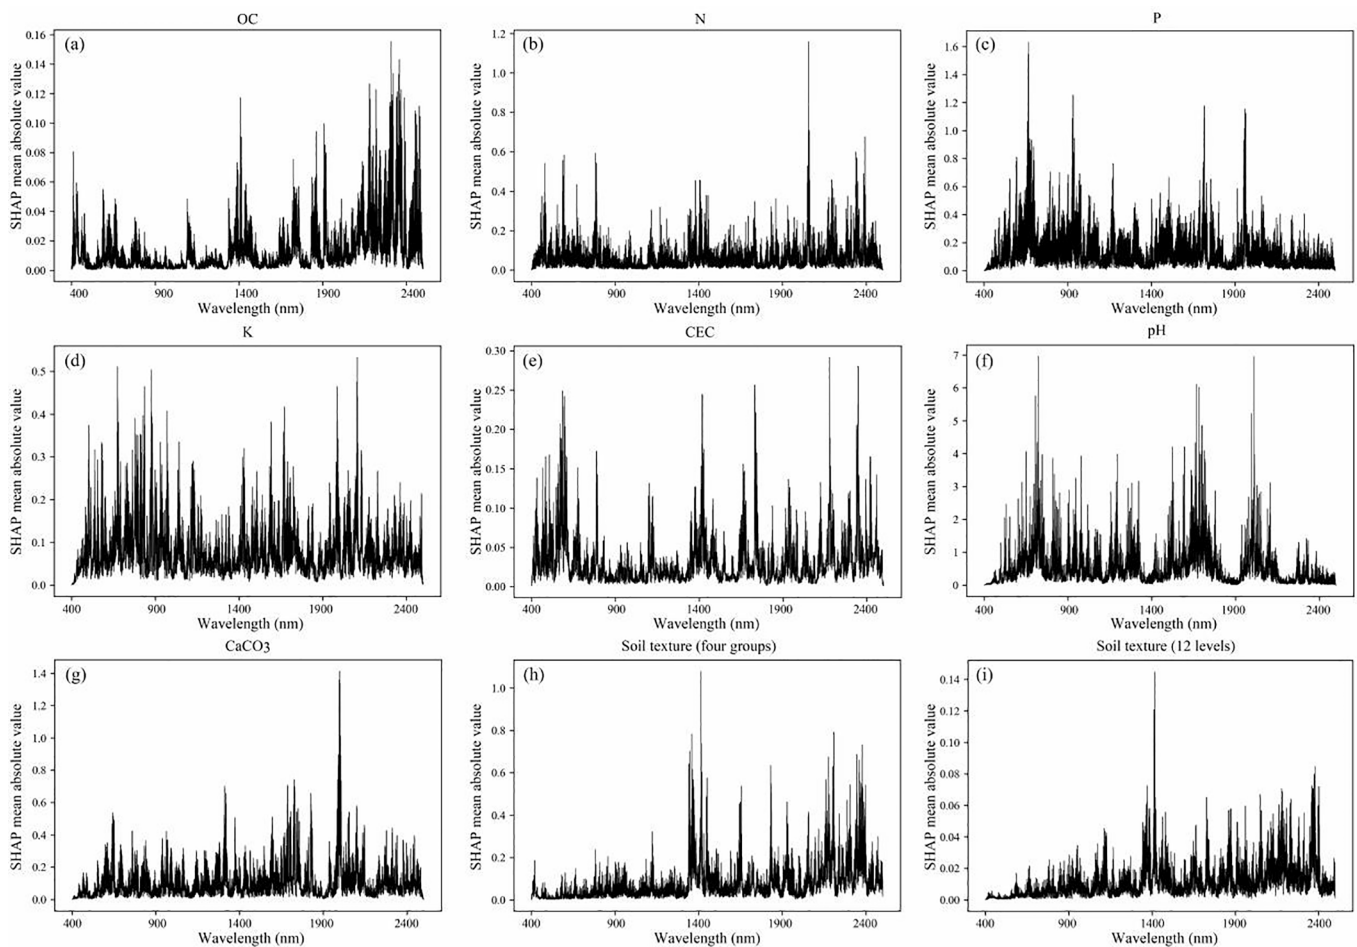 OC
(a)
SHAP mean absolute value
0.16
0.14
0.12
0.10
0.08
0.06
0.04
0.02
0.00
400 900 1400 1900 2400
Wavelength (nm)
N
(b)
SHAP mean absolute value
1.2
1.0
0.8
0.6
0.4
0.2
0.0
400 900 1400 1900 2400
Wavelength (nm)
P
(c)
SHAP mean absolute value
1.6
1.4
1.2
1.0
0.8
0.6
0.4
0.2
0.0
400 900 1400 1900 2400
Wavelength (nm)
K
(d)
SHAP mean absolute value
0.5
0.4
0.3
0.2
0.1
0.0
400 900 1400 1900 2400
Wavelength (nm)
CEC
(e)
SHAP mean absolute value
0.30
0.25
0.20
0.15
0.10
0.05
0.00
400 900 1400 1900 2400
Wavelength (nm)
pH
(f)
SHAP mean absolute value
7
6
5
4
3
2
1
0
400 900 1400 1900 2400
Wavelength (nm)
CaCO3
(g)
SHAP mean absolute value
1.4
1.2
1.0
0.8
0.6
0.4
0.2
0.0
400 900 1400 1900 2400
Wavelength (nm)
Soil texture (four groups)
(h)
SHAP mean absolute value
1.0
0.8
0.6
0.4
0.2
0.0
400 900 1400 1900 2400
Wavelength (nm)
Soil texture (12 levels)
(i)
SHAP mean absolute value
0.14
0.12
0.10
0.08
0.06
0.04
0.02
0.00
400 900 1400 1900 2400
Wavelength (nm)